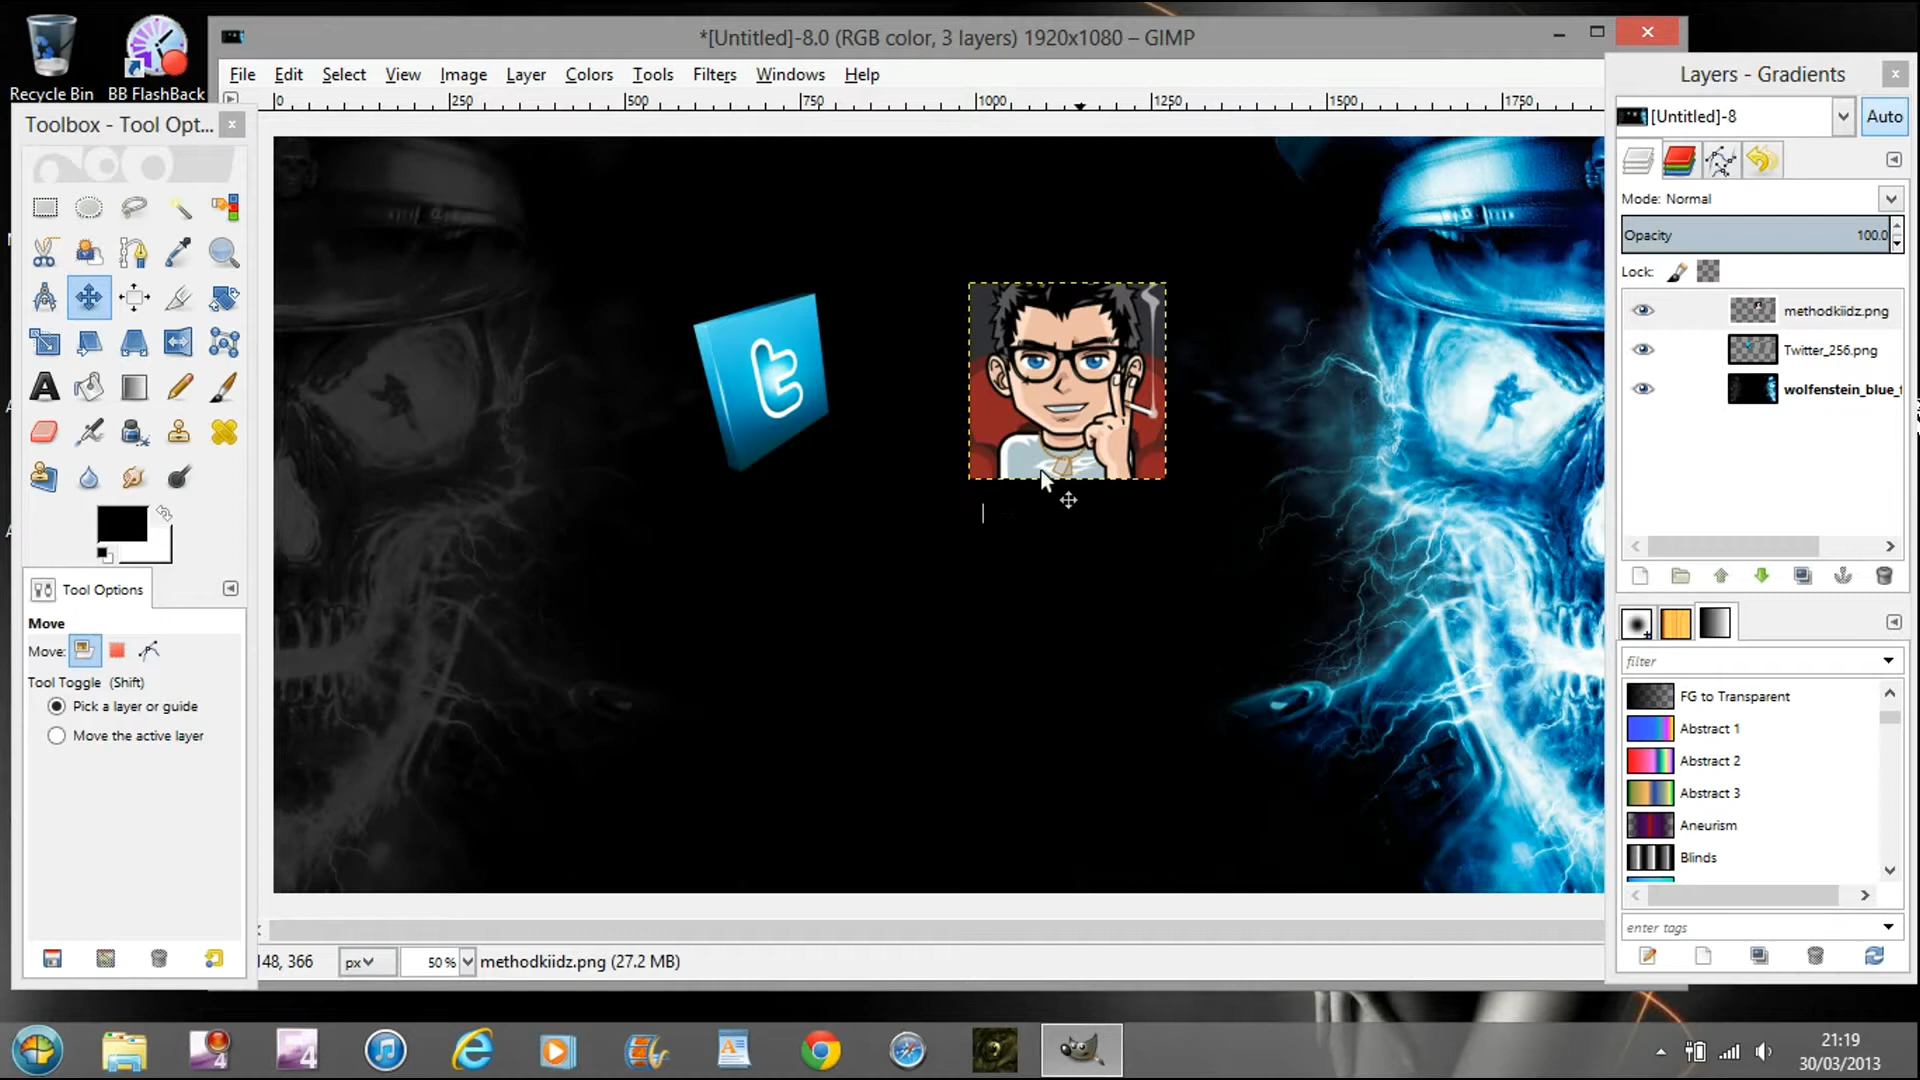 Recycle Bin
BB FlashBack
*[Untitled]-8.0 (RGB color, 3 layers) 1920x1080 – GIMP
File Edit Select View Image Layer Colors Tools Filters Windows Help
0 250 500 750 1000 1250 1500 1750
Toolbox - Tool Opt...
Tool Options
Move
Move:
Tool Toggle (Shift)
Pick a layer or guide
Move the active layer
148, 366 px 50 % methodkiidz.png (27.2 MB)
Layers - Gradients
[Untitled]-8 Auto
Mode: Normal
Opacity 100.0
Lock:
methodkiidz.png
Twitter_256.png
wolfenstein_blue_f
filter
FG to Transparent
Abstract 1
Abstract 2
Abstract 3
Aneurism
Blinds
enter tags
t
4
4
21:19
30/03/2013